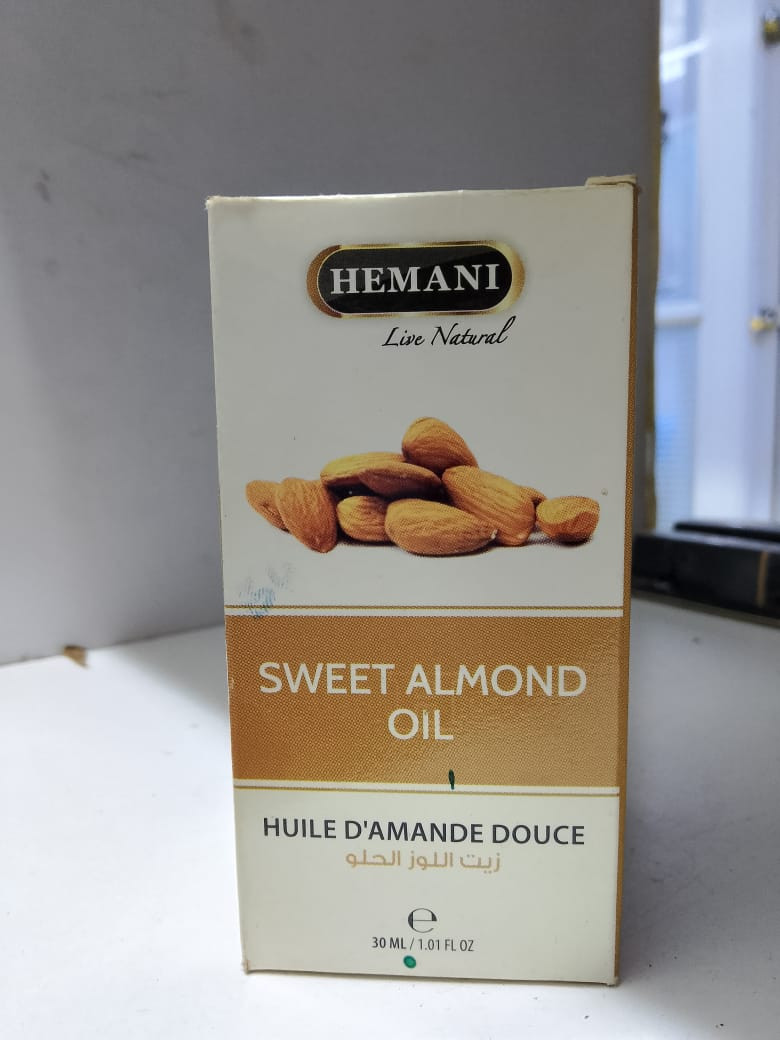 HEMANI
Live Natural
SWEET ALMOND
OIL
HUILE D'AMANDE DOUCE
زيت اللوز الحلو
℮
30 ML / 1.01 FL OZ